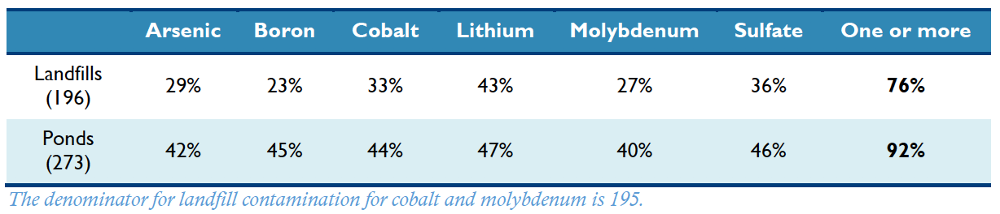 Arsenic Boron Cobalt Lithium Molybdenum Sulfate One or more
Landfills
(196) 29% 23% 33% 43% 27% 36% 76%
Ponds
(273) 42% 45% 44% 47% 40% 46% 92%
The denominator for landfill contamination for cobalt and molybdenum is 195.